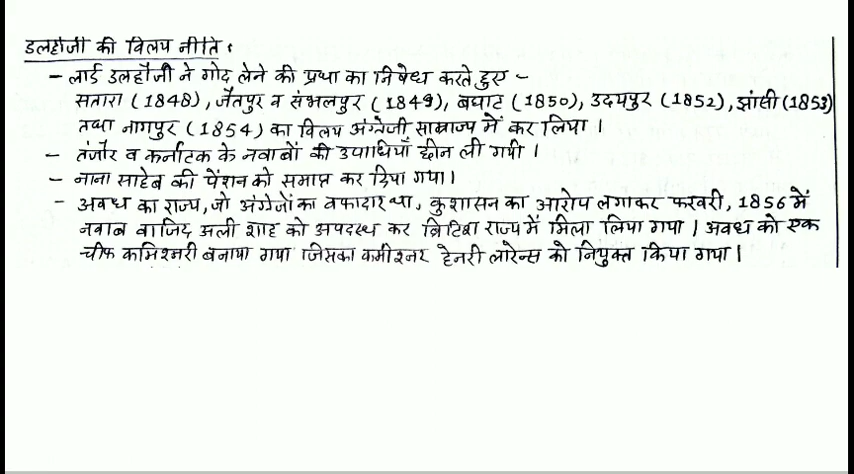 डलहौजी की विलय नीति :
- लार्ड डलहौजी ने गोद लेने की प्रथा का निषेध करते हुए -
सतारा (1848), जैतपुर व संभलपुर (1849), बघाट (1850), उदयपुर (1852), झांसी (1853)
तथा नागपुर (1854) का विलय अंग्रेजी साम्राज्य में कर लिया ।
- तंजौर व कर्नाटक के नवाबों की उपाधियाँ छीन ली गयी ।
- नाना साहेब की पेंशन को समाप्त कर दिया गया ।
- अवध का राज्य, जो अंग्रेजों का वफादार था, कुशासन का आरोप लगाकर फरवरी, 1856 में
नवाब वाजिद अली शाह को अपदस्थ कर ब्रिटिश राज्य में मिला लिया गया । अवध को एक
चीफ कमिश्नरी बनाया गया जिसका कमीश्नर हेनरी लारेन्स को नियुक्त किया गया ।